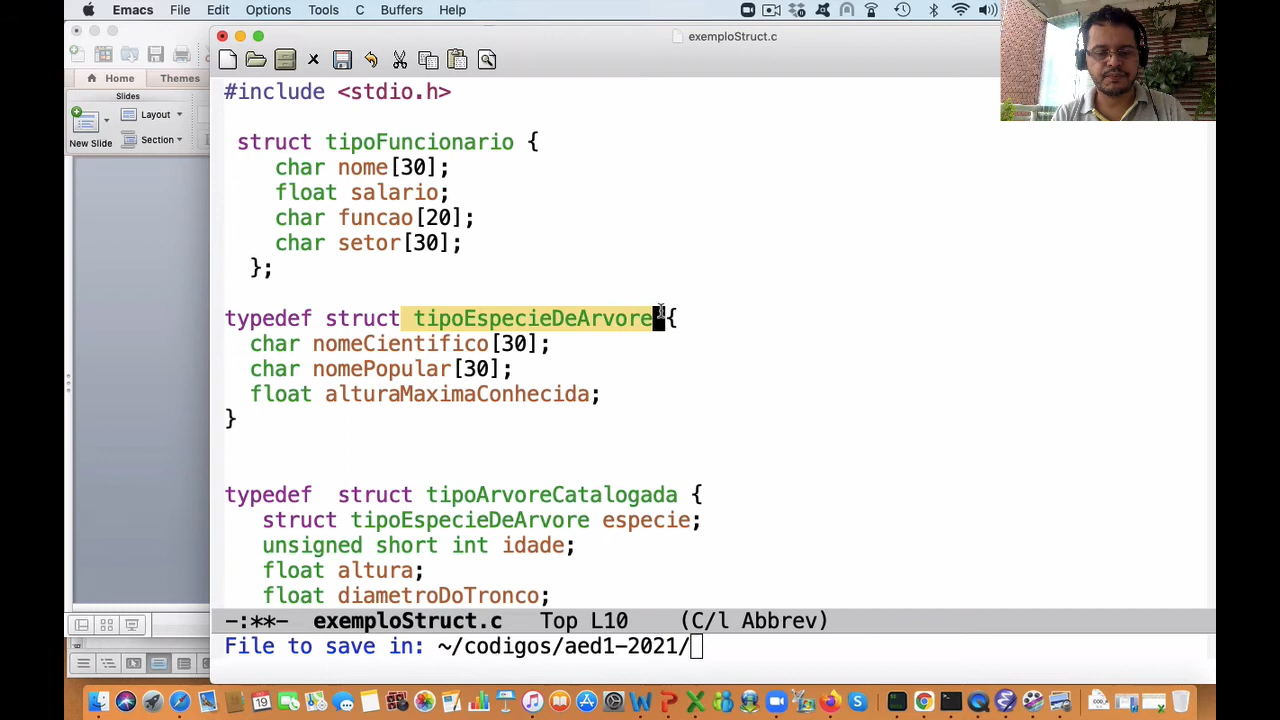 Emacs File Edit Options Tools C Buffers Help
exemploStruct.c
Home Themes
Slides
Layout
New Slide
Section
#include <stdio.h>
struct tipoFuncionario {
char nome[30];
float salario;
char funcao[20];
char setor[30];
};
typedef struct tipoEspecieDeArvore {
char nomeCientifico[30];
char nomePopular[30];
float alturaMaximaConhecida;
}
typedef struct tipoArvoreCatalogada {
struct tipoEspecieDeArvore especie;
unsigned short int idade;
float altura;
float diametroDoTronco;
-:**- exemploStruct.c Top L10 (C/l Abbrev)
File to save in: ~/codigos/aed1-2021/